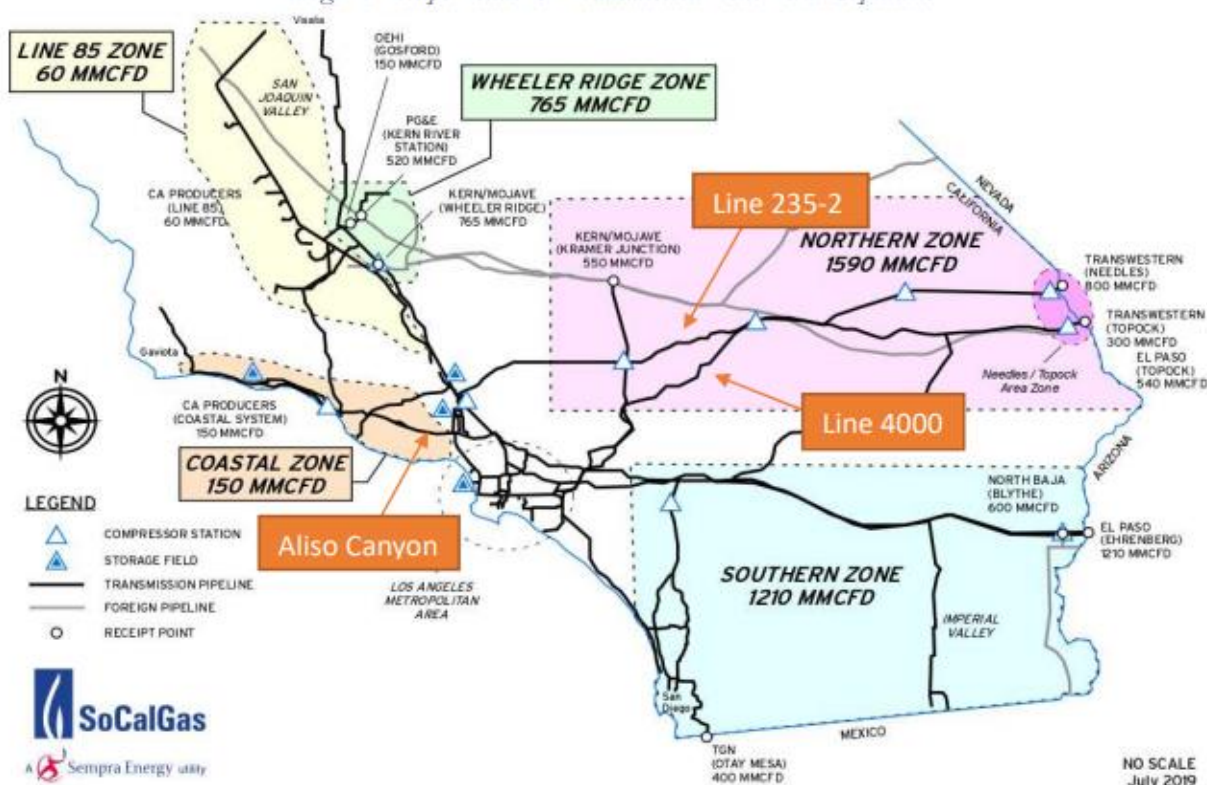 Visalia
LINE 85 ZONE
60 MMCFD
OEHI
(GOSFORD)
150 MMCFD
SAN
JOAQUIN
VALLEY
WHEELER RIDGE ZONE
765 MMCFD
PG&E
(KERN RIVER
STATION)
520 MMCFD
CA PRODUCERS
(LINE 85)
60 MMCFD
KERN/MOJAVE
(WHEELER RIDGE)
765 MMCFD
Line 235-2
NEVADA
CALIFORNIA
KERN/MOJAVE
(KRAMER JUNCTION)
550 MMCFD
NORTHERN ZONE
1590 MMCFD
TRANSWESTERN
(NEEDLES)
800 MMCFD
TRANSWESTERN
(TOPOCK)
300 MMCFD
EL PASO
(TOPOCK)
540 MMCFD
Needles / Topock
Area Zone
Gaviota
N
CA PRODUCERS
(COASTAL SYSTEM)
150 MMCFD
Line 4000
COASTAL ZONE
150 MMCFD
ARIZONA
NORTH BAJA
(BLYTHE)
600 MMCFD
EL PASO
(EHRENBERG)
1210 MMCFD
LEGEND
COMPRESSOR STATION
STORAGE FIELD
TRANSMISSION PIPELINE
FOREIGN PIPELINE
RECEIPT POINT
Aliso Canyon
LOS ANGELES
METROPOLITAN
AREA
SOUTHERN ZONE
1210 MMCFD
IMPERIAL
VALLEY
San
Diego
MEXICO
TGN
(OTAY MESA)
400 MMCFD
SoCalGas
A Sempra Energy utility
NO SCALE
July 2019